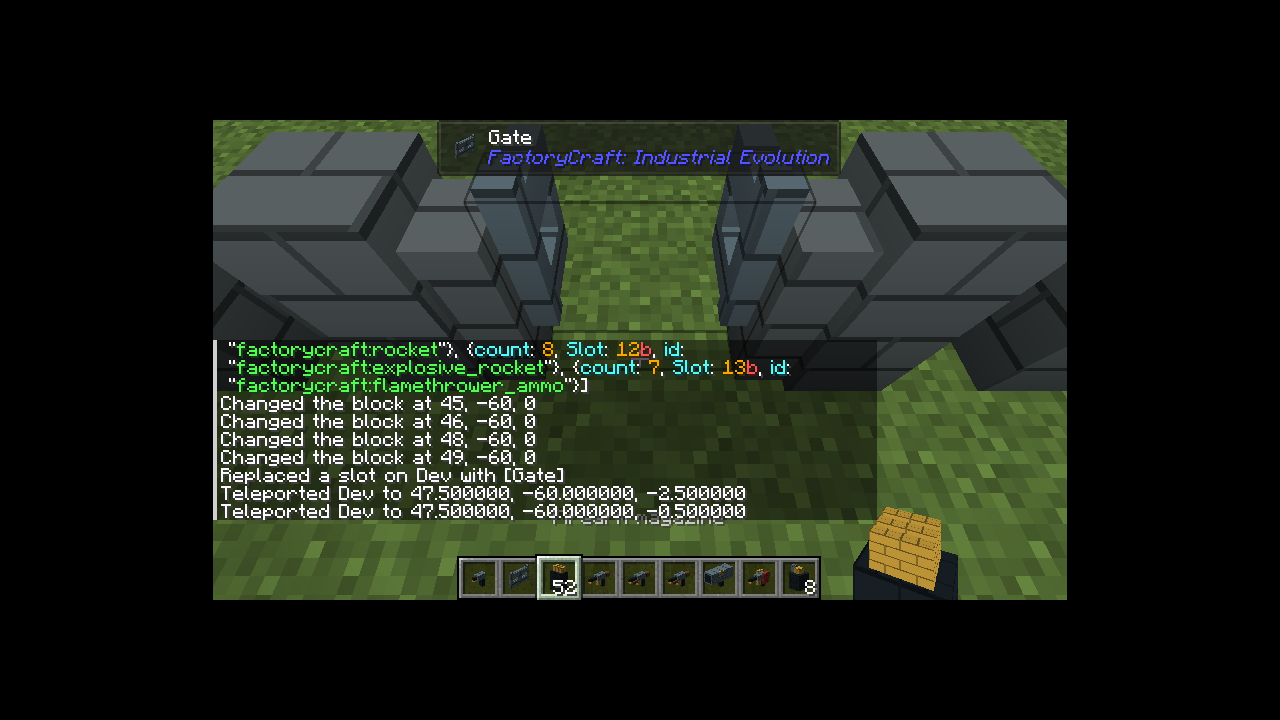 Gate
FactoryCraft: Industrial Evolution
"factorycraft:rocket"}, {count: 8, Slot: 12b, id:
"factorycraft:explosive_rocket"}, {count: 7, Slot: 13b, id:
"factorycraft:flamethrower_ammo"}]
Changed the block at 45, -60, 0
Changed the block at 46, -60, 0
Changed the block at 48, -60, 0
Changed the block at 49, -60, 0
Replaced a slot on Dev with [Gate]
Teleported Dev to 47.500000, -60.000000, -2.500000
Teleported Dev to 47.500000, -60.000000, -0.500000
Firearm Magazine
52
8